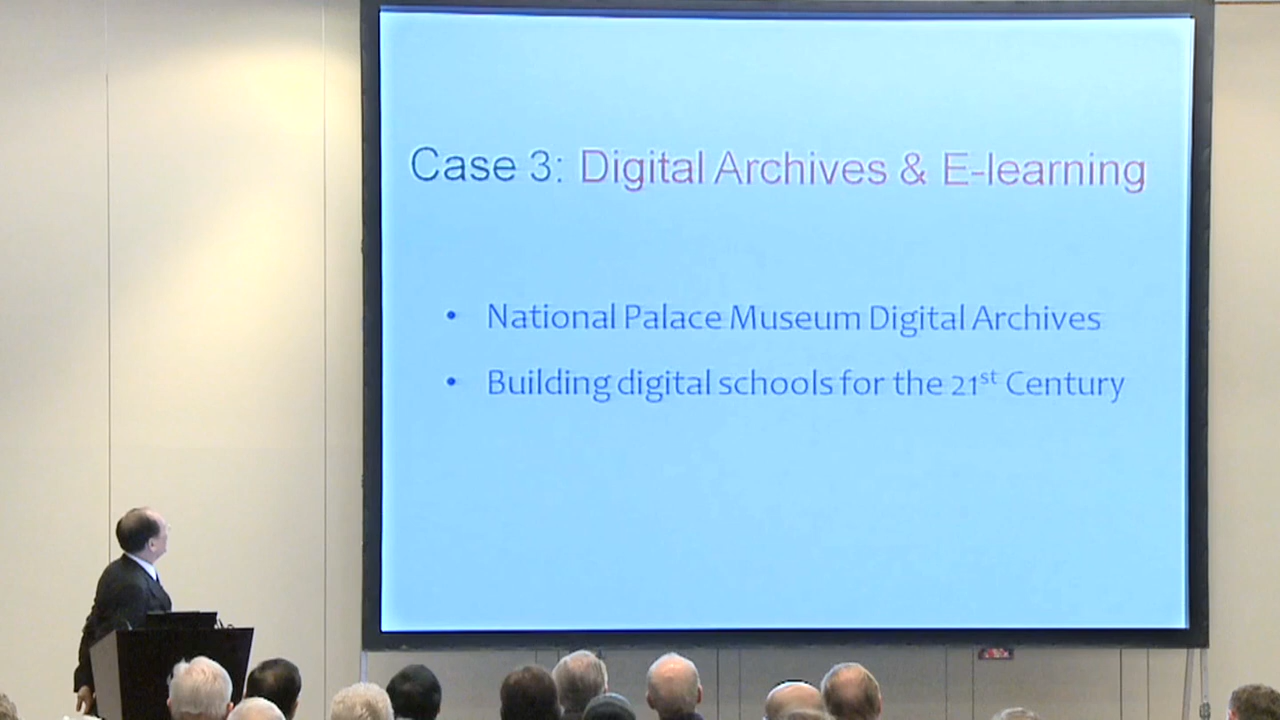 Case 3: Digital Archives & E-learning
• National Palace Museum Digital Archives
• Building digital schools for the 21st Century